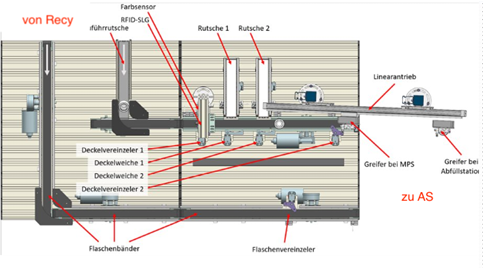 von Recy
Farbsensor
RFID-SLG
führrutsche
Rutsche 1
Rutsche 2
Linearantrieb
Deckelvereinzeler 1
Deckelweiche 1
Deckelweiche 2
Deckelvereinzeler 2
Greifer bei MPS
Greifer bei
Abfüllstation
zu AS
Flaschenbänder
Flaschenvereinzeler